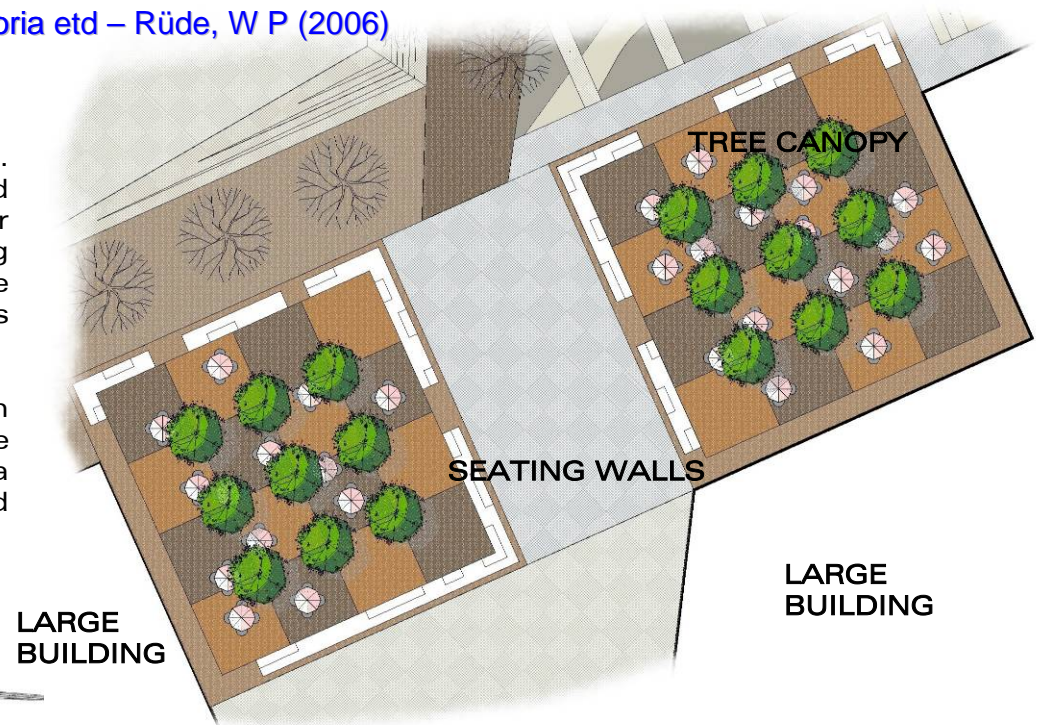 oria etd – Rüde, W P (2006)
.
d
r
g
e
s
n
e
a
d
TREE CANOPY
SEATING WALLS
LARGE
BUILDING
LARGE
BUILDING